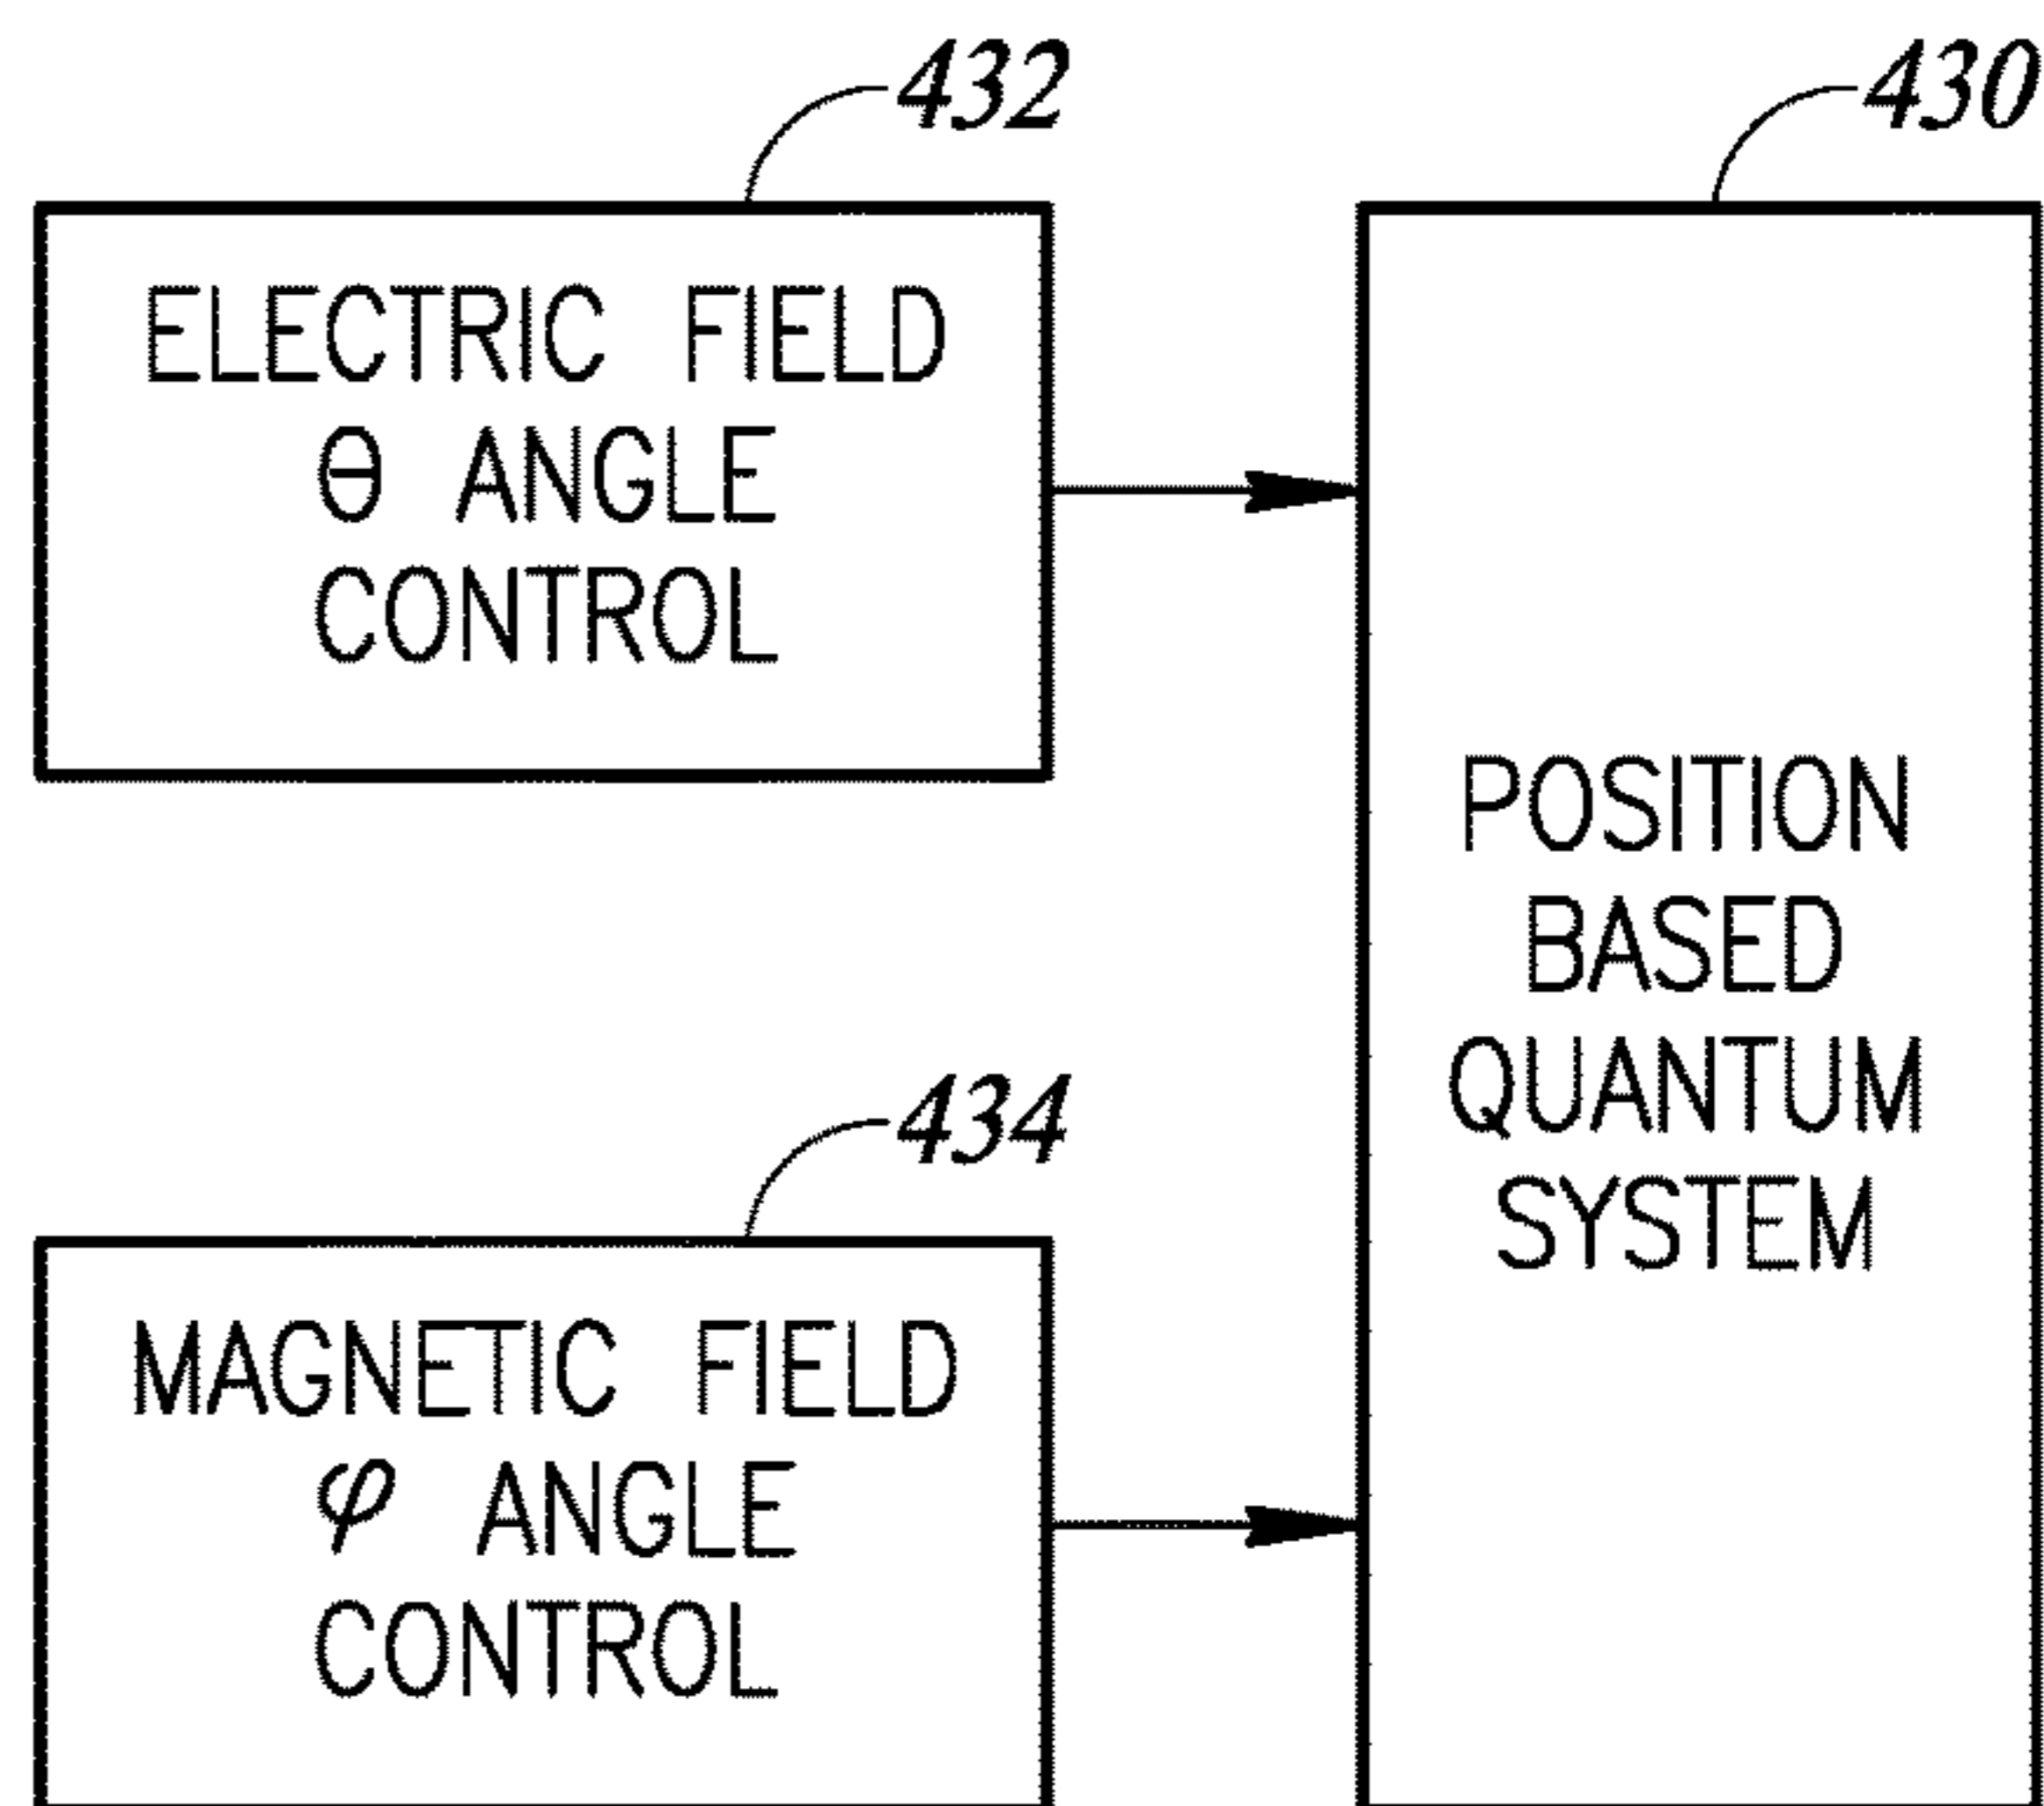 432
ELECTRIC FIELD
θ ANGLE
CONTROL
430
POSITION
BASED
QUANTUM
SYSTEM
434
MAGNETIC FIELD
φ ANGLE
CONTROL